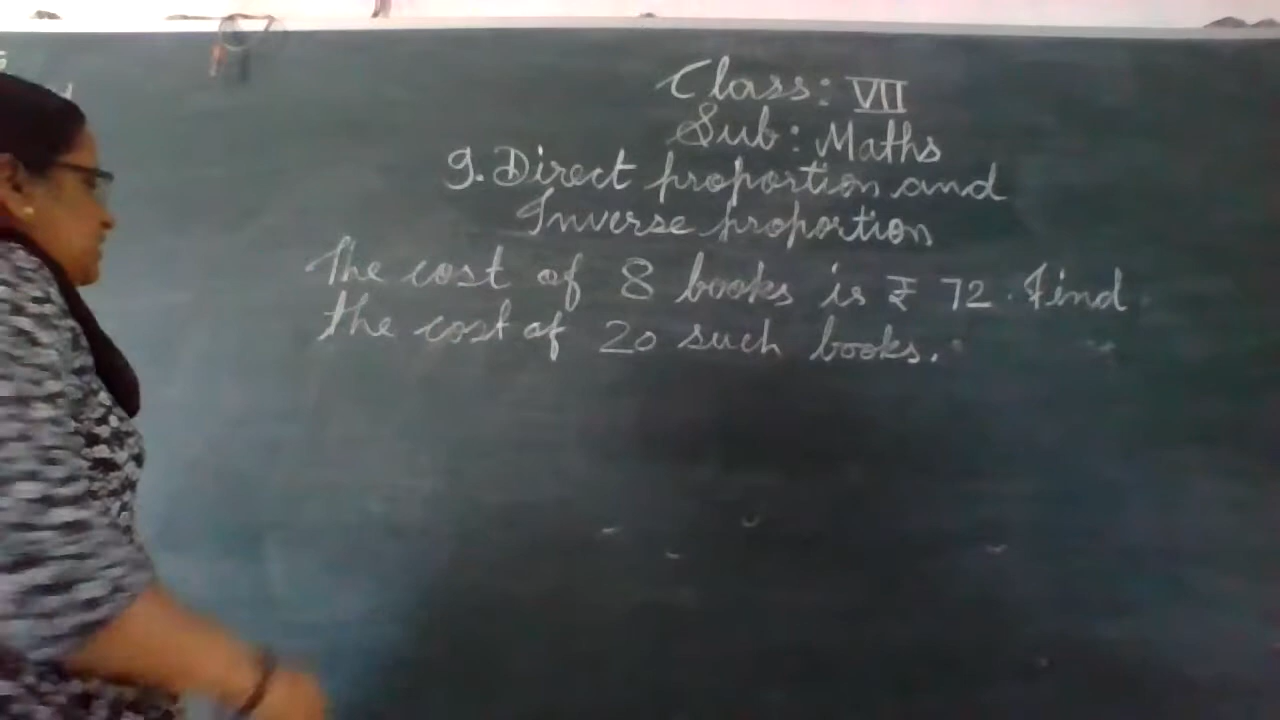 Class: VII
Sub: Maths
9. Direct proportion and
Inverse proportion
The cost of 8 books is ₹ 72. Find
the cost of 20 such books.